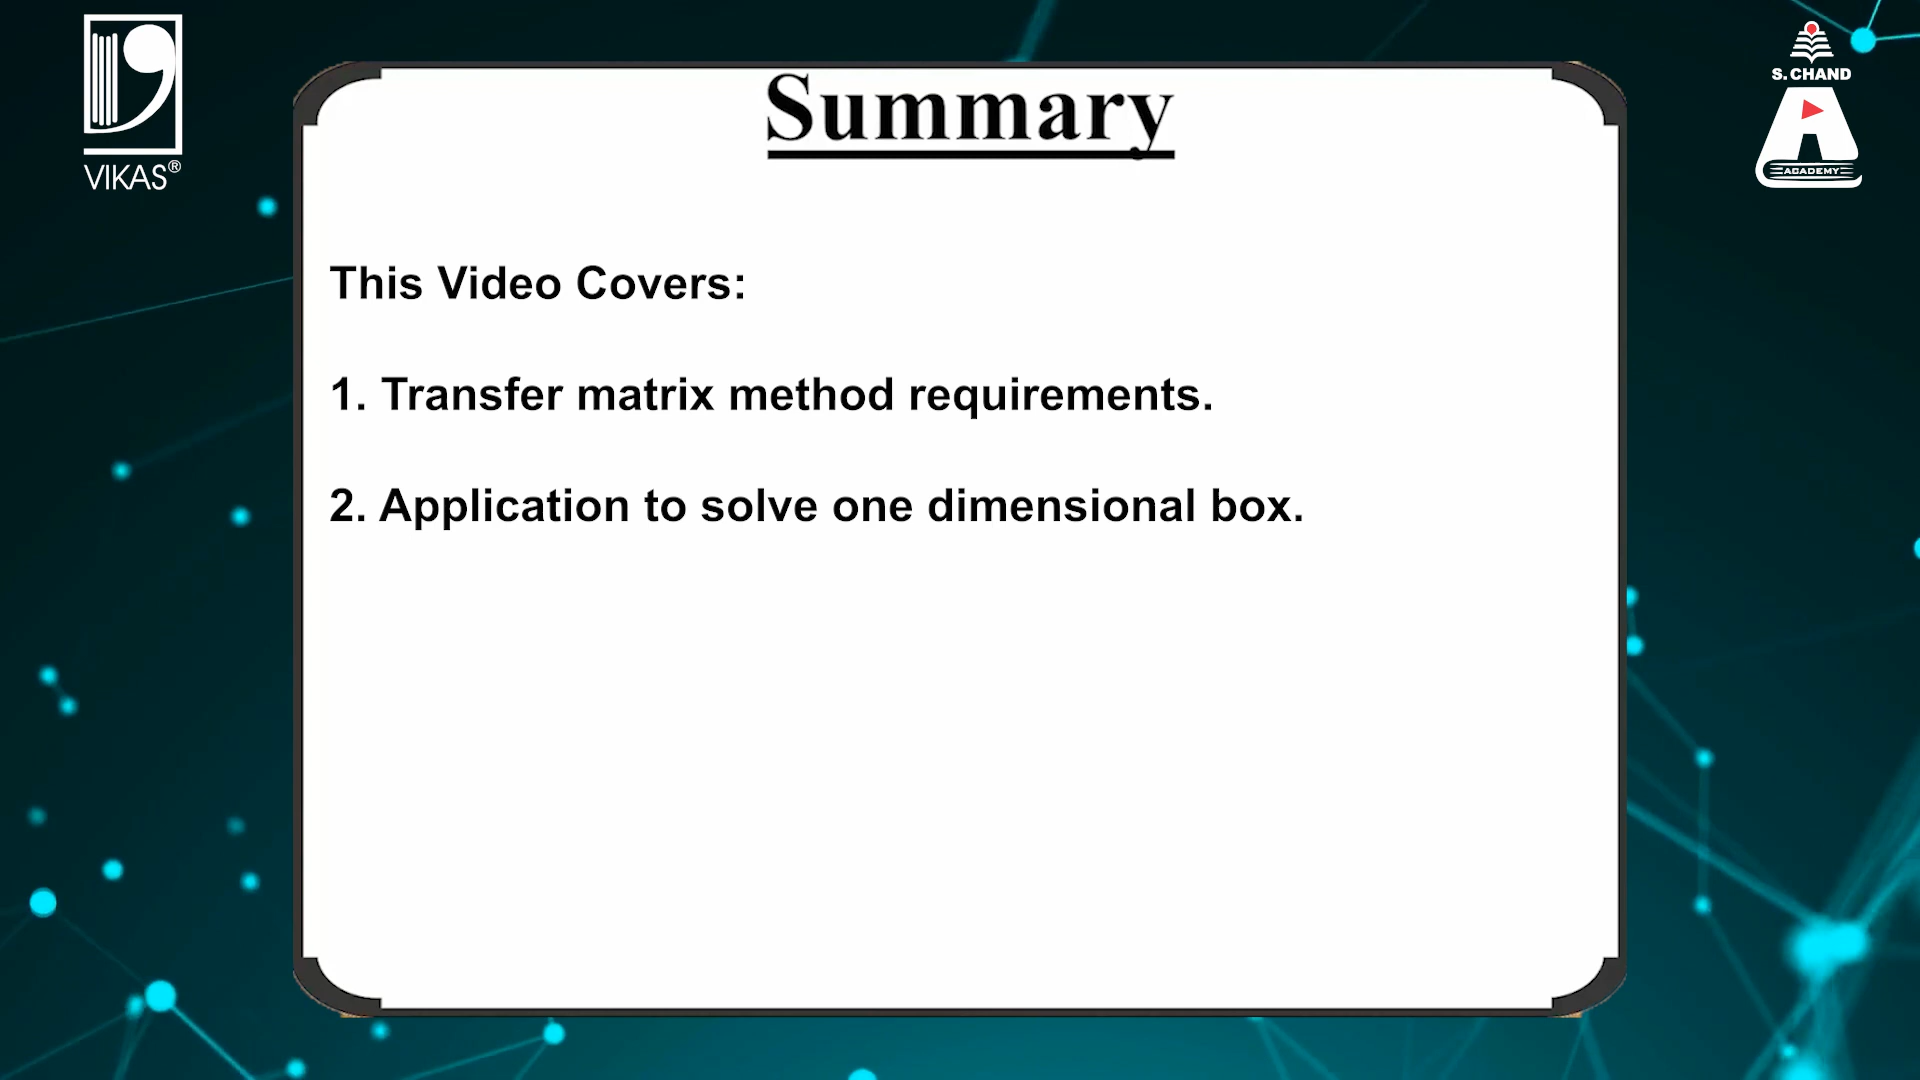 VIKAS®
S. CHAND
ACADEMY
Summary
This Video Covers:
1. Transfer matrix method requirements.
2. Application to solve one dimensional box.